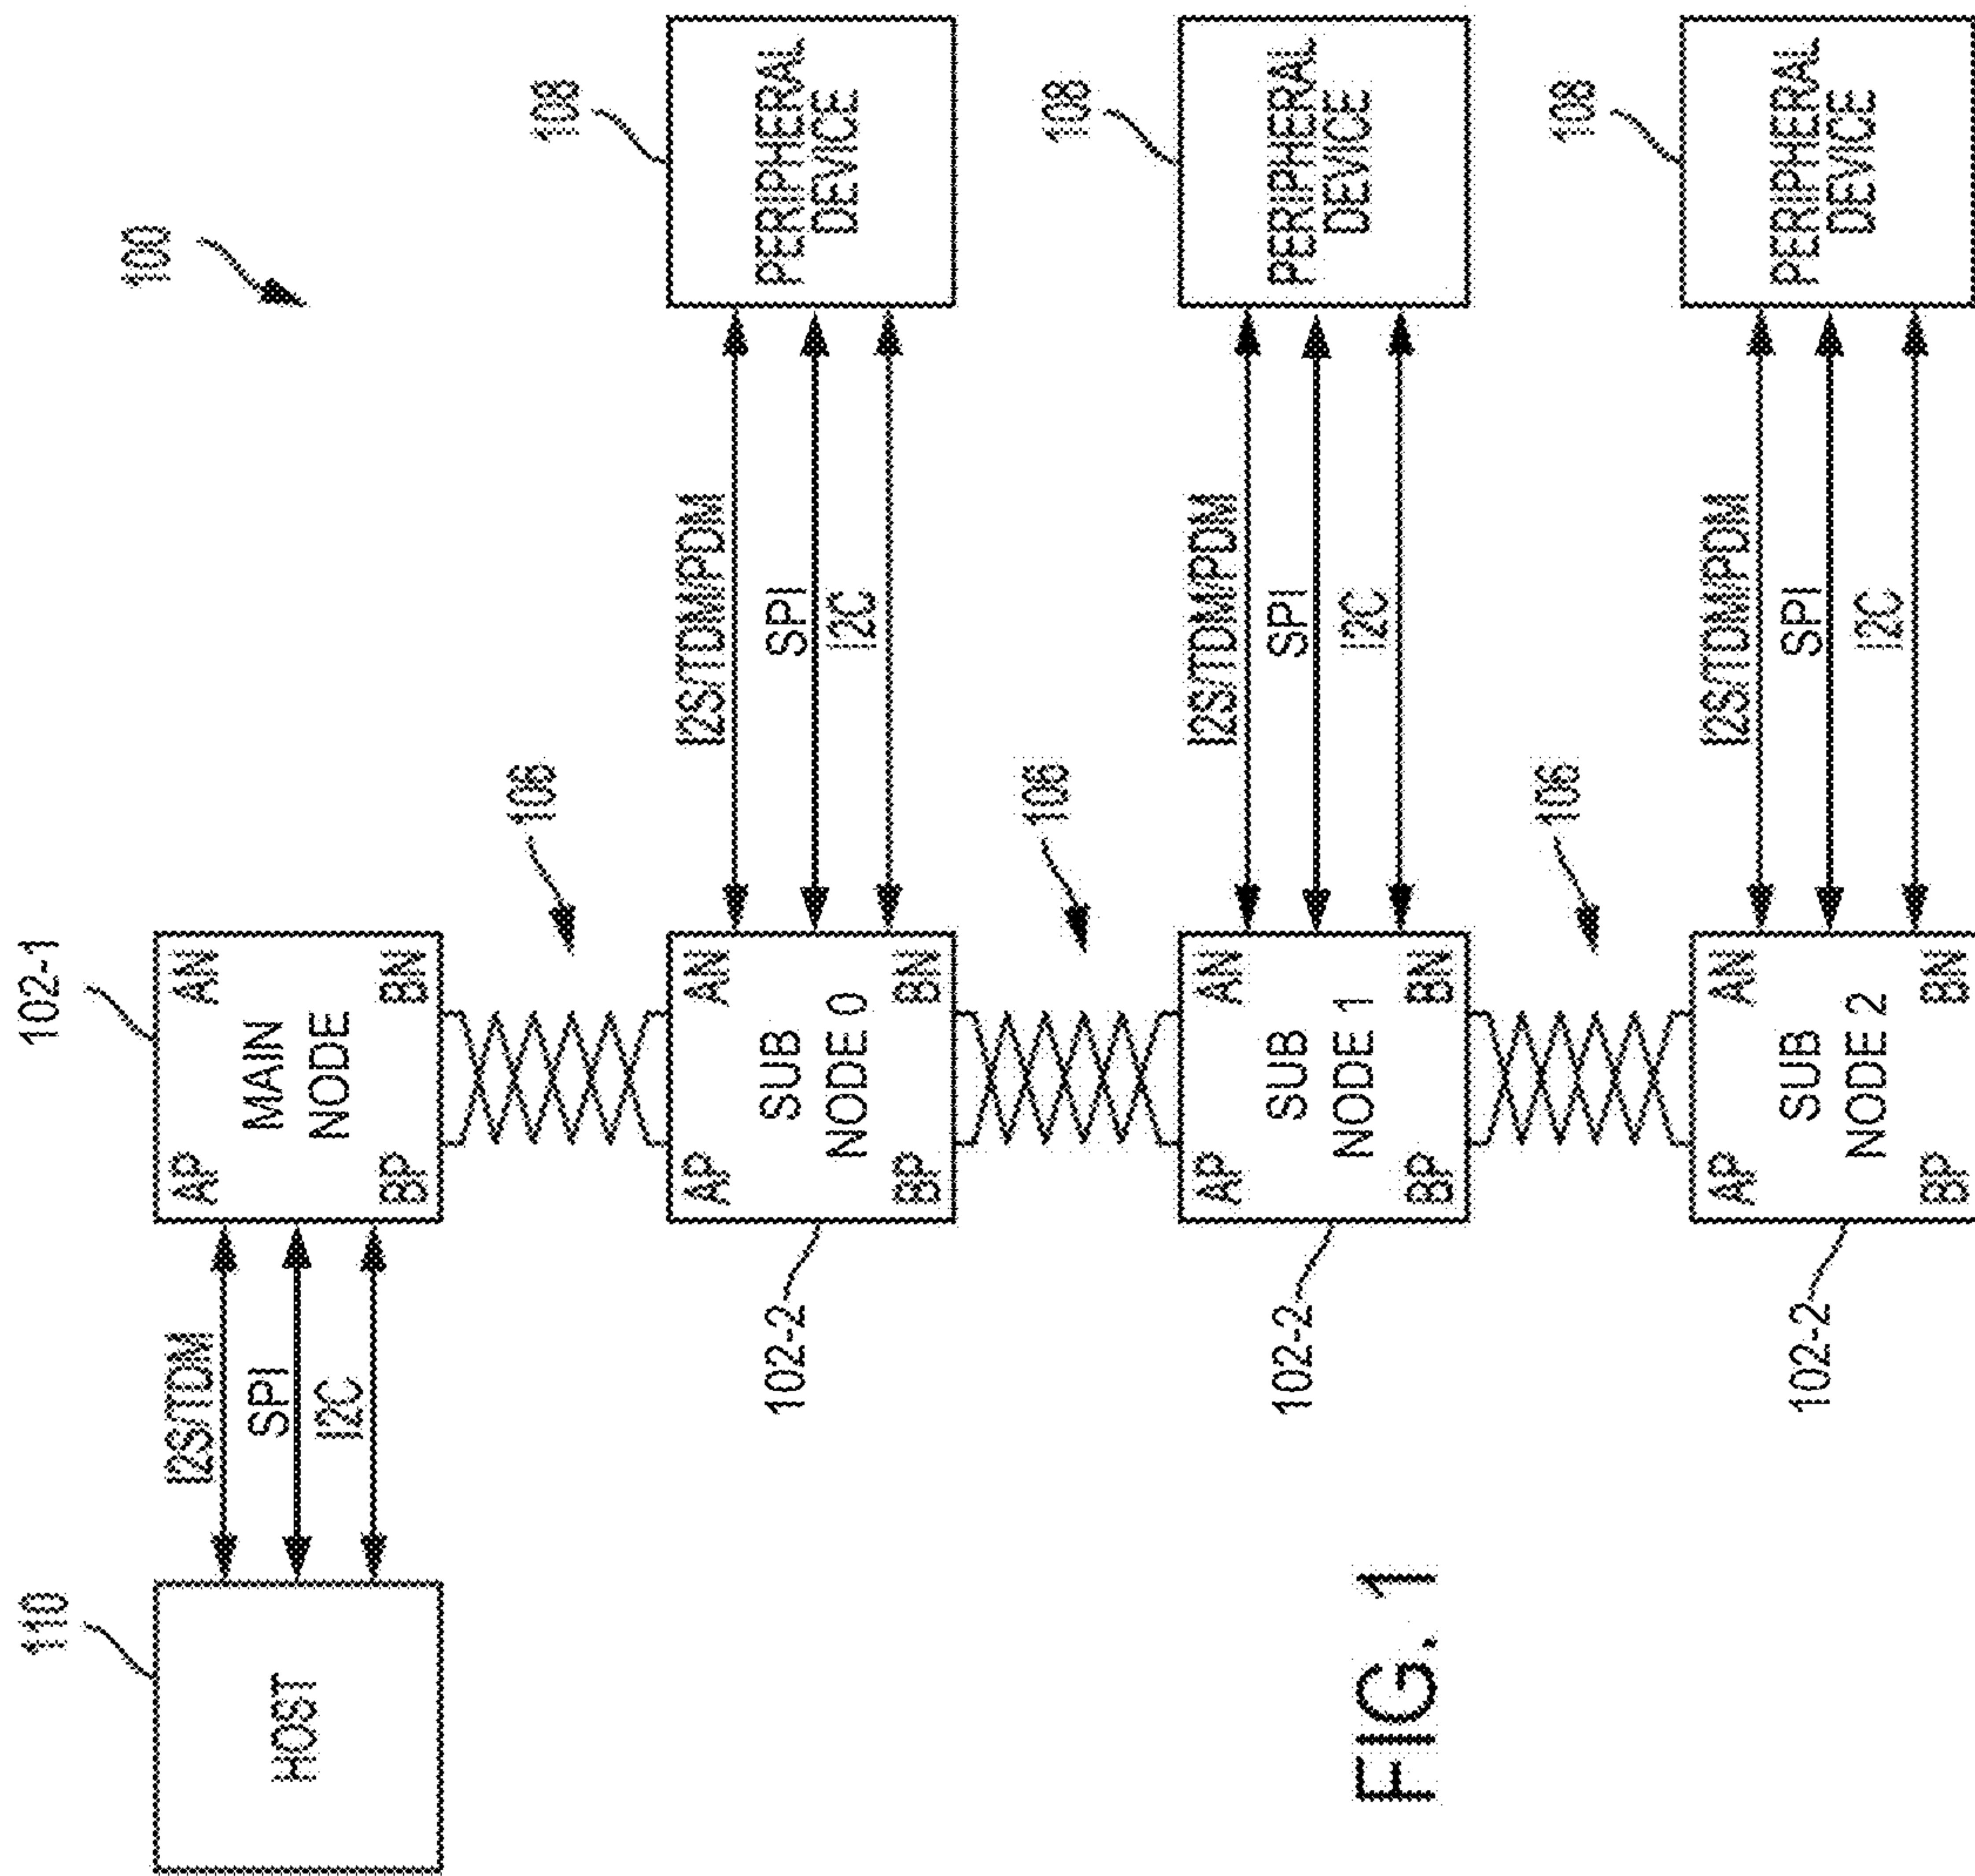 100
110
HOST
I2S/TDM
SPI
I2C
102-1
AP
AN
MAIN
NODE
BP
BN
106
108
AP
AN
SUB
NODE 0
BP
BN
102-2
I2S/TDM/PDM
SPI
I2C
PERIPHERAL
DEVICE
106
108
AP
AN
SUB
NODE 1
BP
BN
102-2
I2S/TDM/PDM
SPI
I2C
PERIPHERAL
DEVICE
106
108
AP
AN
SUB
NODE 2
BP
BN
102-2
I2S/TDM/PDM
SPI
I2C
PERIPHERAL
DEVICE
FIG. 1